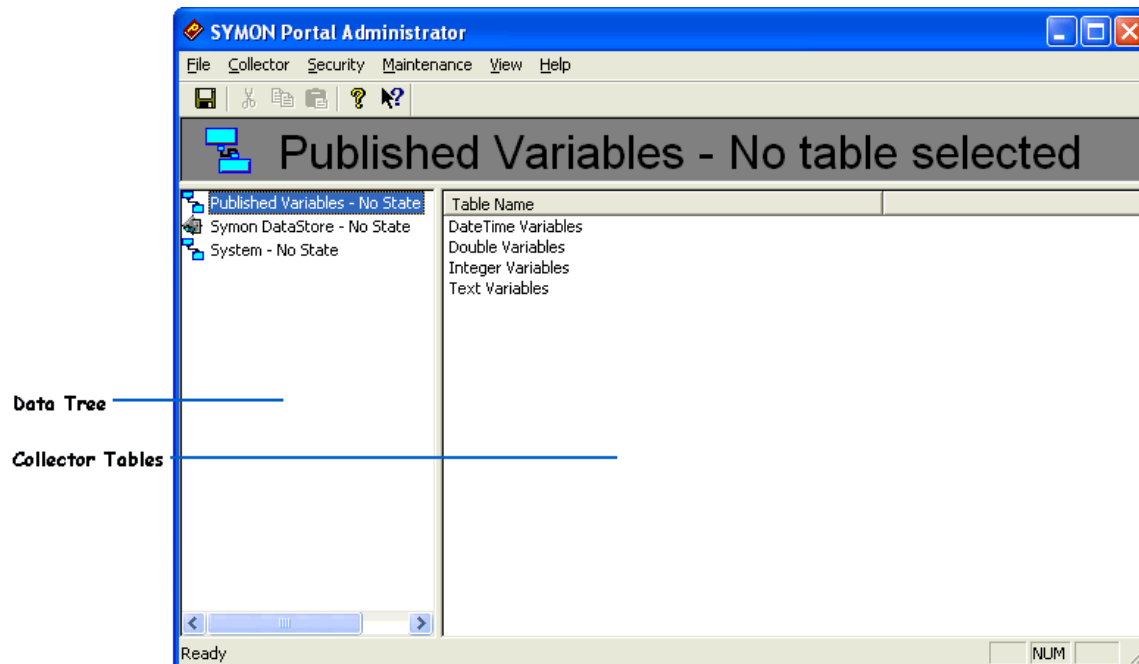 SYMON Portal Administrator
File Collector Security Maintenance View Help
Published Variables - No table selected
Published Variables - No State
Symon DataStore - No State
System - No State
Table Name
DateTime Variables
Double Variables
Integer Variables
Text Variables
Data Tree
Collector Tables
Ready
NUM